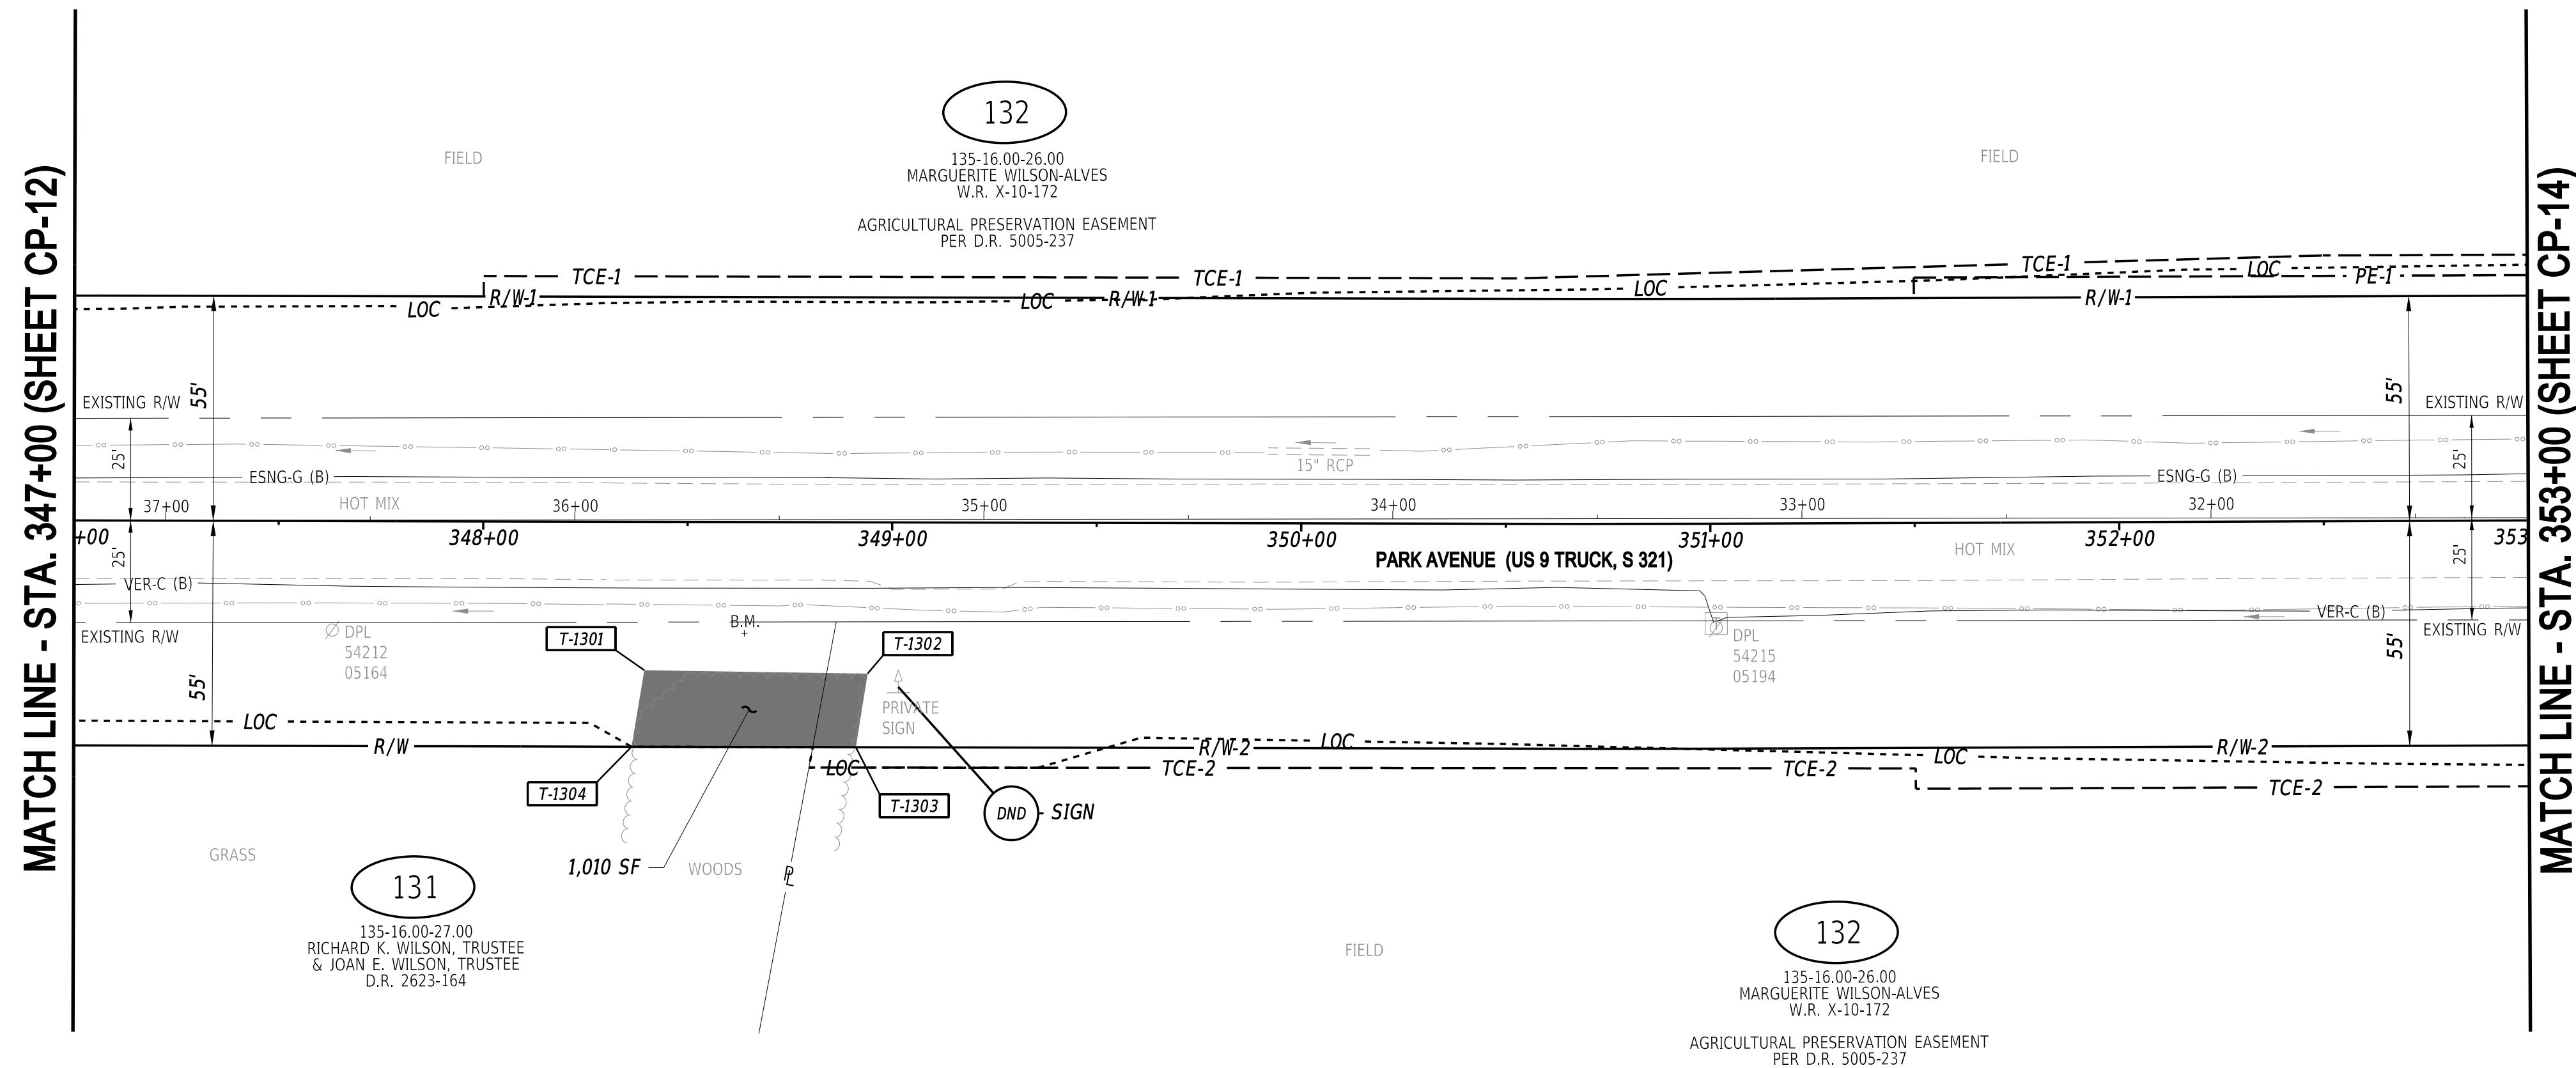 MATCH LINE - STA. 347+00 (SHEET CP-12)
132
135-16.00-26.00
MARGUERITE WILSON-ALVES
W.R. X-10-172
AGRICULTURAL PRESERVATION EASEMENT
PER D.R. 5005-237
FIELD
FIELD
TCE-1
TCE-1
TCE-1
LOC
PE-1
R/W-1
LOC
LOC
R/W-1
LOC
R/W-1
55'
55'
EXISTING R/W
EXISTING R/W
25'
25'
15" RCP
ESNG-G (B)
ESNG-G (B)
HOT MIX
37+00
36+00
35+00
34+00
33+00
32+00
+00
348+00
349+00
350+00
351+00
352+00
353
PARK AVENUE (US 9 TRUCK, S 321)
HOT MIX
25'
25'
VER-C (B)
VER-C (B)
EXISTING R/W
EXISTING R/W
DPL
54212
05164
B.M.
T-1301
T-1302
DPL
54215
05194
55'
55'
PRIVATE
SIGN
LOC
R/W
R/W-2
LOC
LOC
R/W-2
LOC
TCE-2
TCE-2
TCE-2
T-1304
T-1303
DND
SIGN
1,010 SF
WOODS
PL
GRASS
131
135-16.00-27.00
RICHARD K. WILSON, TRUSTEE
& JOAN E. WILSON, TRUSTEE
D.R. 2623-164
FIELD
132
135-16.00-26.00
MARGUERITE WILSON-ALVES
W.R. X-10-172
AGRICULTURAL PRESERVATION EASEMENT
PER D.R. 5005-237
MATCH LINE - STA. 353+00 (SHEET CP-14)